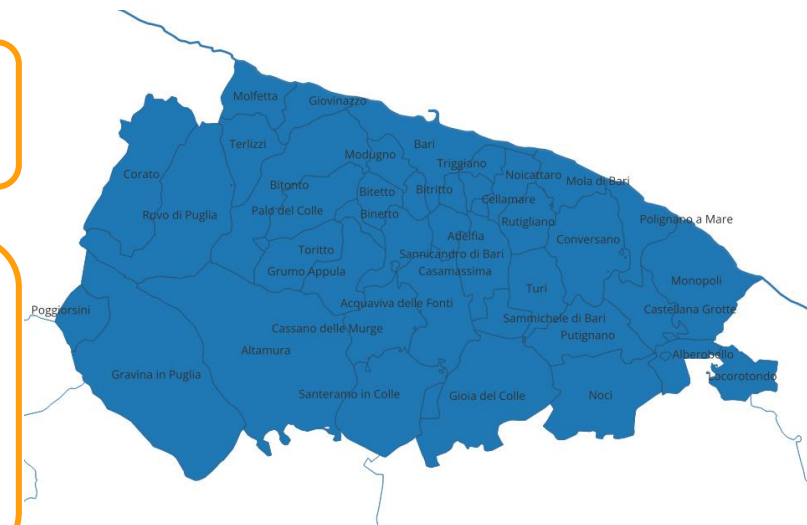 Molfetta
Giovinazzo
Terlizzi
Bari
Modugno
Triggiano
Corato
Noicattaro
Mola di Bari
Bitonto
Bitetto
Bitritto
Cellamare
Ruvo di Puglia
Palo del Colle
Binetto
Rutigliano
Polignano a Mare
Adelfia
Conversano
Toritto
Sannicandro di Bari
Grumo Appula
Casamassima
Monopoli
Turi
Poggiorsini
Acquaviva delle Fonti
Castellana Grotte
Sammichele di Bari
Cassano delle Murge
Putignano
Altamura
Alberobello
Gravina in Puglia
Locorotondo
Santeramo in Colle
Gioia del Colle
Noci